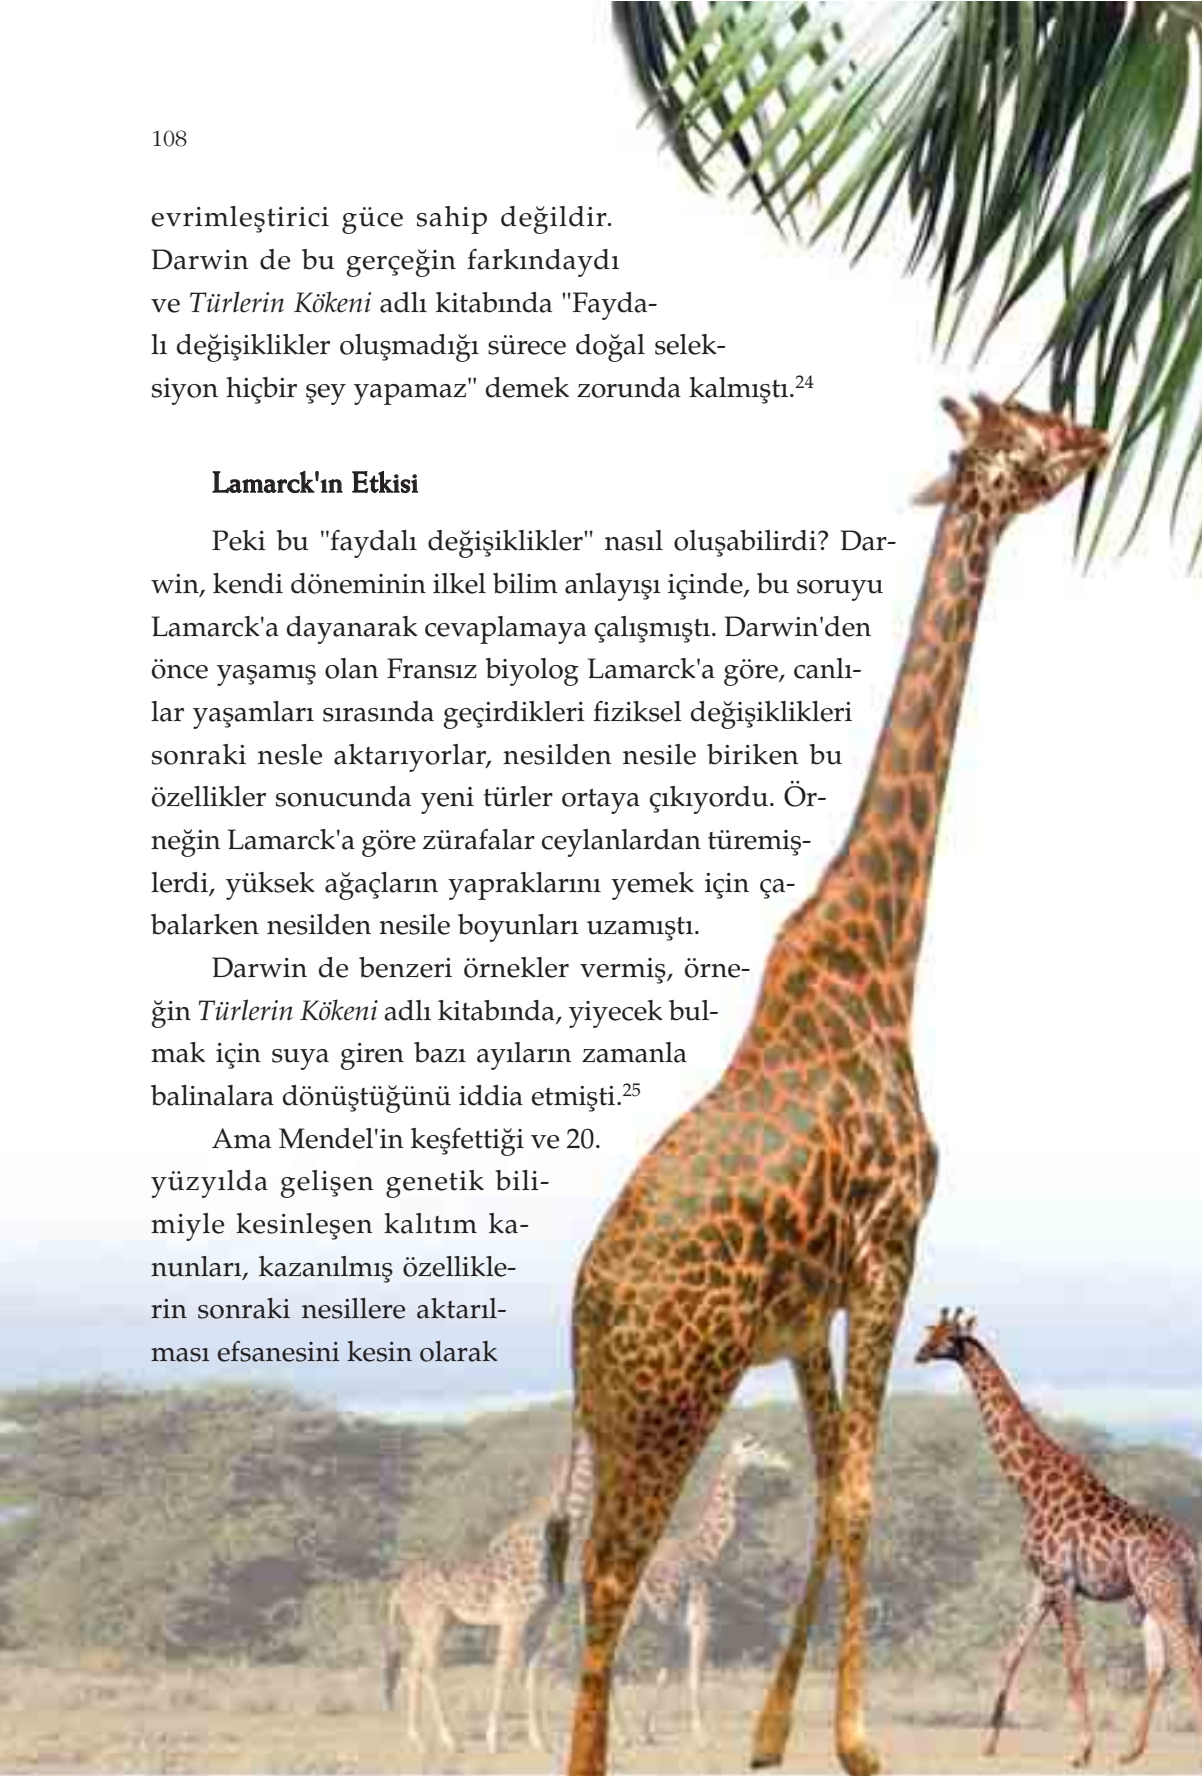 108
evrimleştirici güce sahip değildir.
Darwin de bu gerçeğin farkındaydı
ve Türlerin Kökeni adlı kitabında "Fayda-
lı değişiklikler oluşmadığı sürece doğal selek-
siyon hiçbir şey yapamaz" demek zorunda kalmıştı.24
Lamarck'ın Etkisi
Peki bu "faydalı değişiklikler" nasıl oluşabilirdi? Dar-
win, kendi döneminin ilkel bilim anlayışı içinde, bu soruyu
Lamarck'a dayanarak cevaplamaya çalışmıştı. Darwin'den
önce yaşamış olan Fransız biyolog Lamarck'a göre, canlı-
lar yaşamları sırasında geçirdikleri fiziksel değişiklikleri
sonraki nesle aktarıyorlar, nesilden nesile biriken bu
özellikler sonucunda yeni türler ortaya çıkıyordu. Ör-
neğin Lamarck'a göre zürafalar ceylanlardan türemiş-
lerdi, yüksek ağaçların yapraklarını yemek için ça-
balarken nesilden nesile boyunları uzamıştı.
Darwin de benzeri örnekler vermiş, örne-
ğin Türlerin Kökeni adlı kitabında, yiyecek bul-
mak için suya giren bazı ayıların zamanla
balinalara dönüştüğünü iddia etmişti.25
Ama Mendel'in keşfettiği ve 20.
yüzyılda gelişen genetik bili-
miyle kesinleşen kalıtım ka-
nunları, kazanılmış özellikle-
rin sonraki nesillere aktarıl-
ması efsanesini kesin olarak